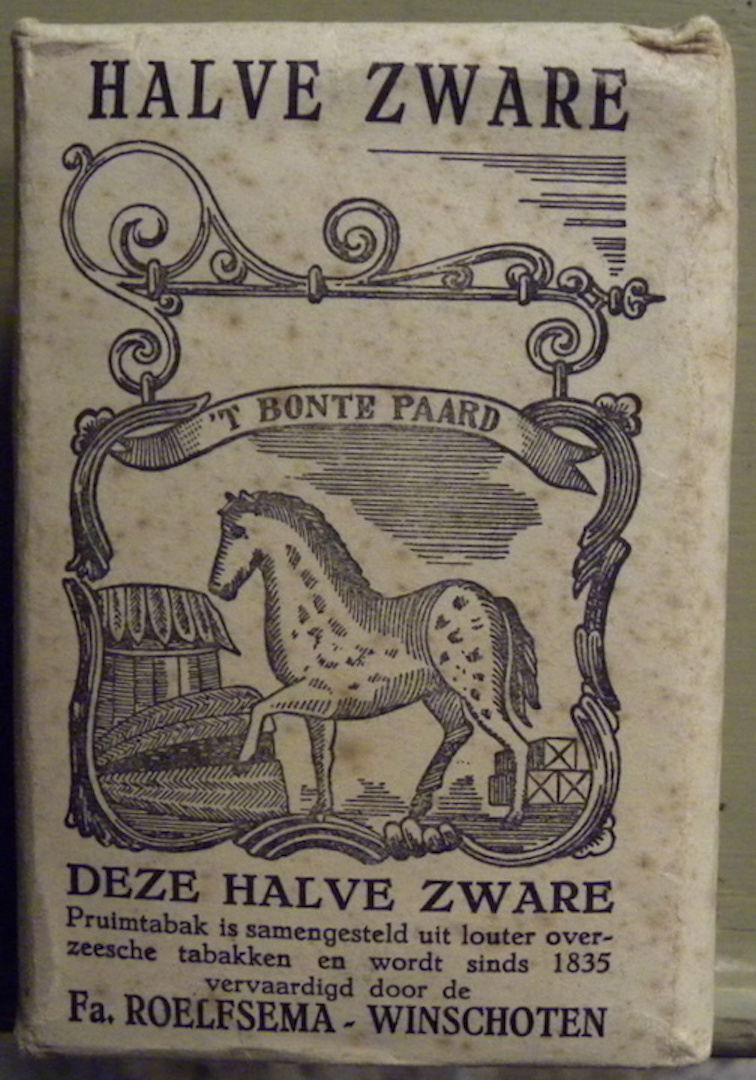 HALVE ZWARE
'T BONTE PAARD
DEZE HALVE ZWARE
Pruimtabak is samengesteld uit louter over-
zeesche tabakken en wordt sinds 1835
vervaardigd door de
Fa. ROELFSEMA - WINSCHOTEN